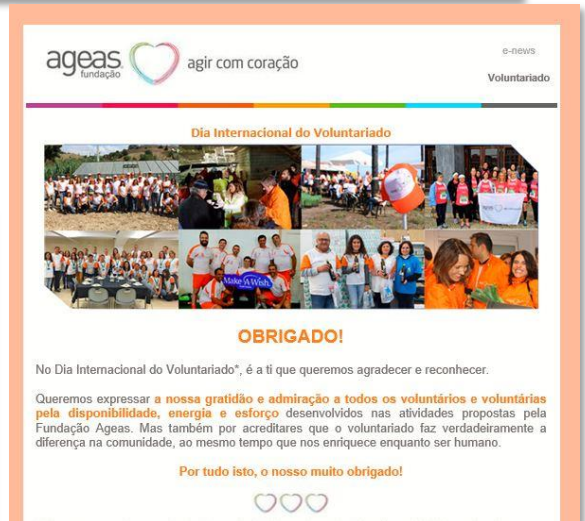 ageas
fundação
agir com coração
e-news
Voluntariado
Dia Internacional do Voluntariado
Make A Wish
OBRIGADO!
No Dia Internacional do Voluntariado*, é a ti que queremos agradecer e reconhecer.
Queremos expressar a nossa gratidão e admiração a todos os voluntários e voluntárias
pela disponibilidade, energia e esforço desenvolvidos nas atividades propostas pela
Fundação Ageas. Mas também por acreditares que o voluntariado faz verdadeiramente a
diferença na comunidade, ao mesmo tempo que nos enriquece enquanto ser humano.
Por tudo isto, o nosso muito obrigado!